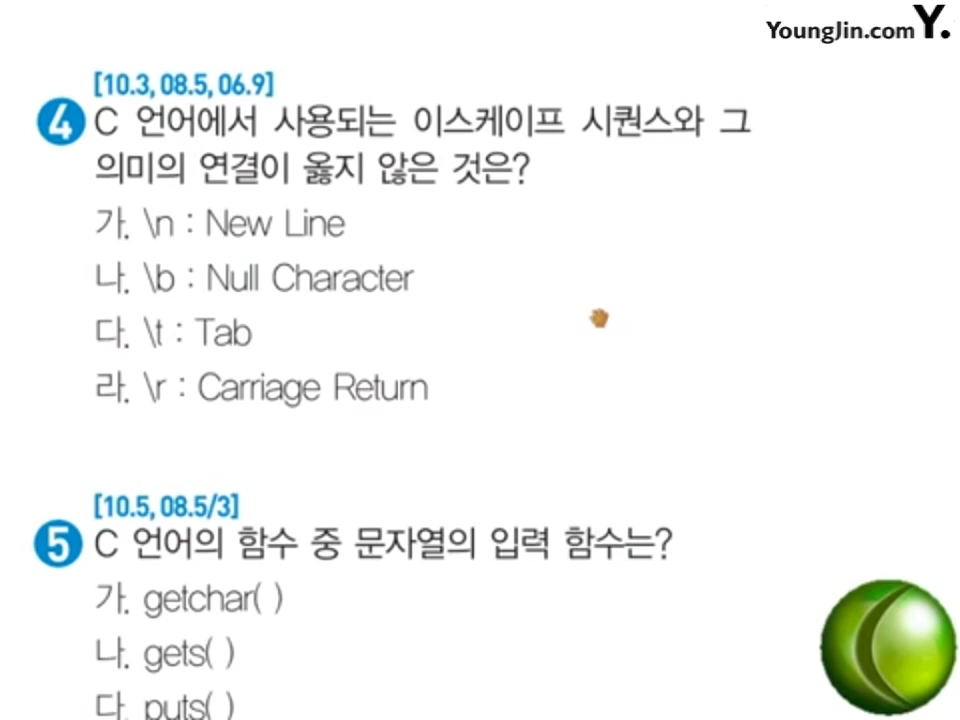 YoungJin.com Y.
[10.3, 08.5, 06.9]
4 C 언어에서 사용되는 이스케이프 시퀀스와 그
의미의 연결이 옳지 않은 것은?
가. \n : New Line
나. \b : Null Character
다. \t : Tab
라. \r : Carriage Return
[10.5, 08.5/3]
5 C 언어의 함수 중 문자열의 입력 함수는?
가. getchar( )
나. gets( )
다. puts( )